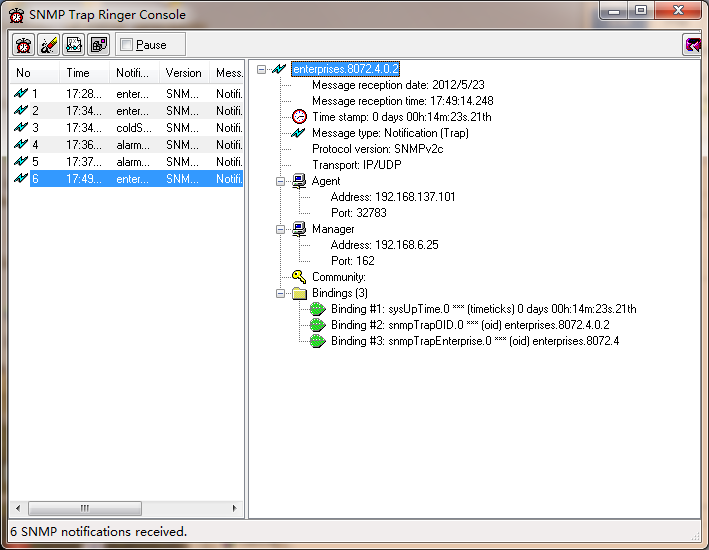 SNMP Trap Ringer Console
Pause
No Time Notifi... Version Mess...
1 17:28... enter... SNM... Notifi...
2 17:34... enter... SNM... Notifi...
3 17:34... coldS... SNM... Notifi...
4 17:36... alarm... SNM... Notifi...
5 17:37... alarm... SNM... Notifi...
6 17:49... enter... SNM... Notifi...
enterprises.8072.4.0.2
Message reception date: 2012/5/23
Message reception time: 17:49:14.248
Time stamp: 0 days 00h:14m:23s.21th
Message type: Notification (Trap)
Protocol version: SNMPv2c
Transport: IP/UDP
Agent
Address: 192.168.137.101
Port: 32783
Manager
Address: 192.168.6.25
Port: 162
Community:
Bindings (3)
Binding #1: sysUpTime.0 *** (timeticks) 0 days 00h:14m:23s.21th
Binding #2: snmpTrapOID.0 *** (oid) enterprises.8072.4.0.2
Binding #3: snmpTrapEnterprise.0 *** (oid) enterprises.8072.4
6 SNMP notifications received.